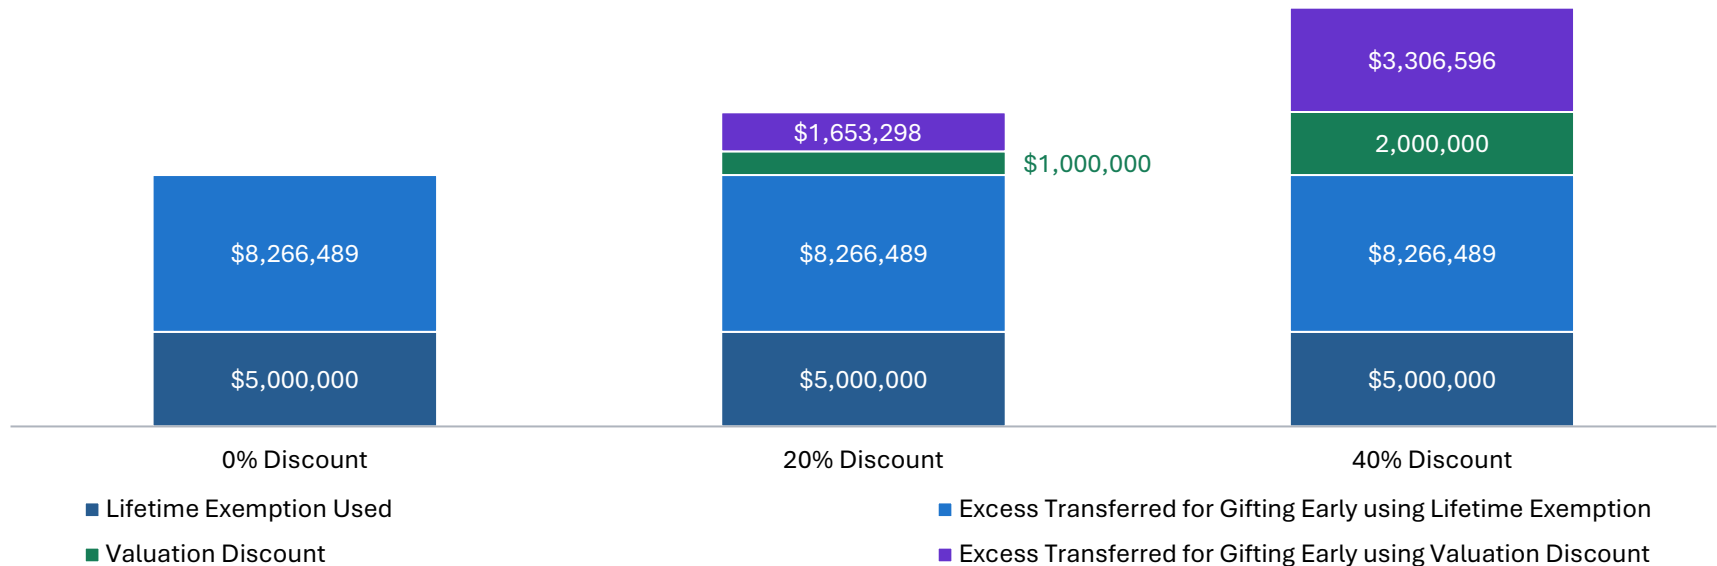 $3,306,596
$1,653,298
2,000,000
$1,000,000
$8,266,489
$8,266,489
$8,266,489
$5,000,000
$5,000,000
$5,000,000
0% Discount
20% Discount
40% Discount
Lifetime Exemption Used
Excess Transferred for Gifting Early using Lifetime Exemption
Valuation Discount
Excess Transferred for Gifting Early using Valuation Discount